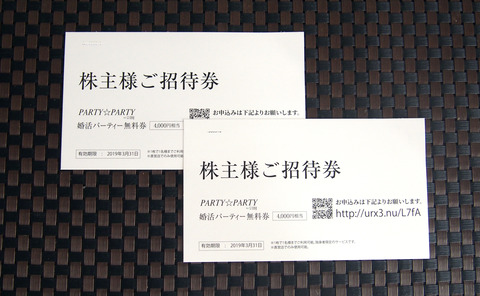 株主様ご招待券
PARTY☆PARTY
婚活パーティー無料券 4,000円相当
お申込みは下記よりお願いします。
有効期限 : 2019年3月31日
株主様ご招待券
PARTY☆PARTY
婚活パーティー無料券 4,000円相当
お申込みは下記よりお願いします。
http://urx3.nu/L7fA
有効期限 : 2019年3月31日